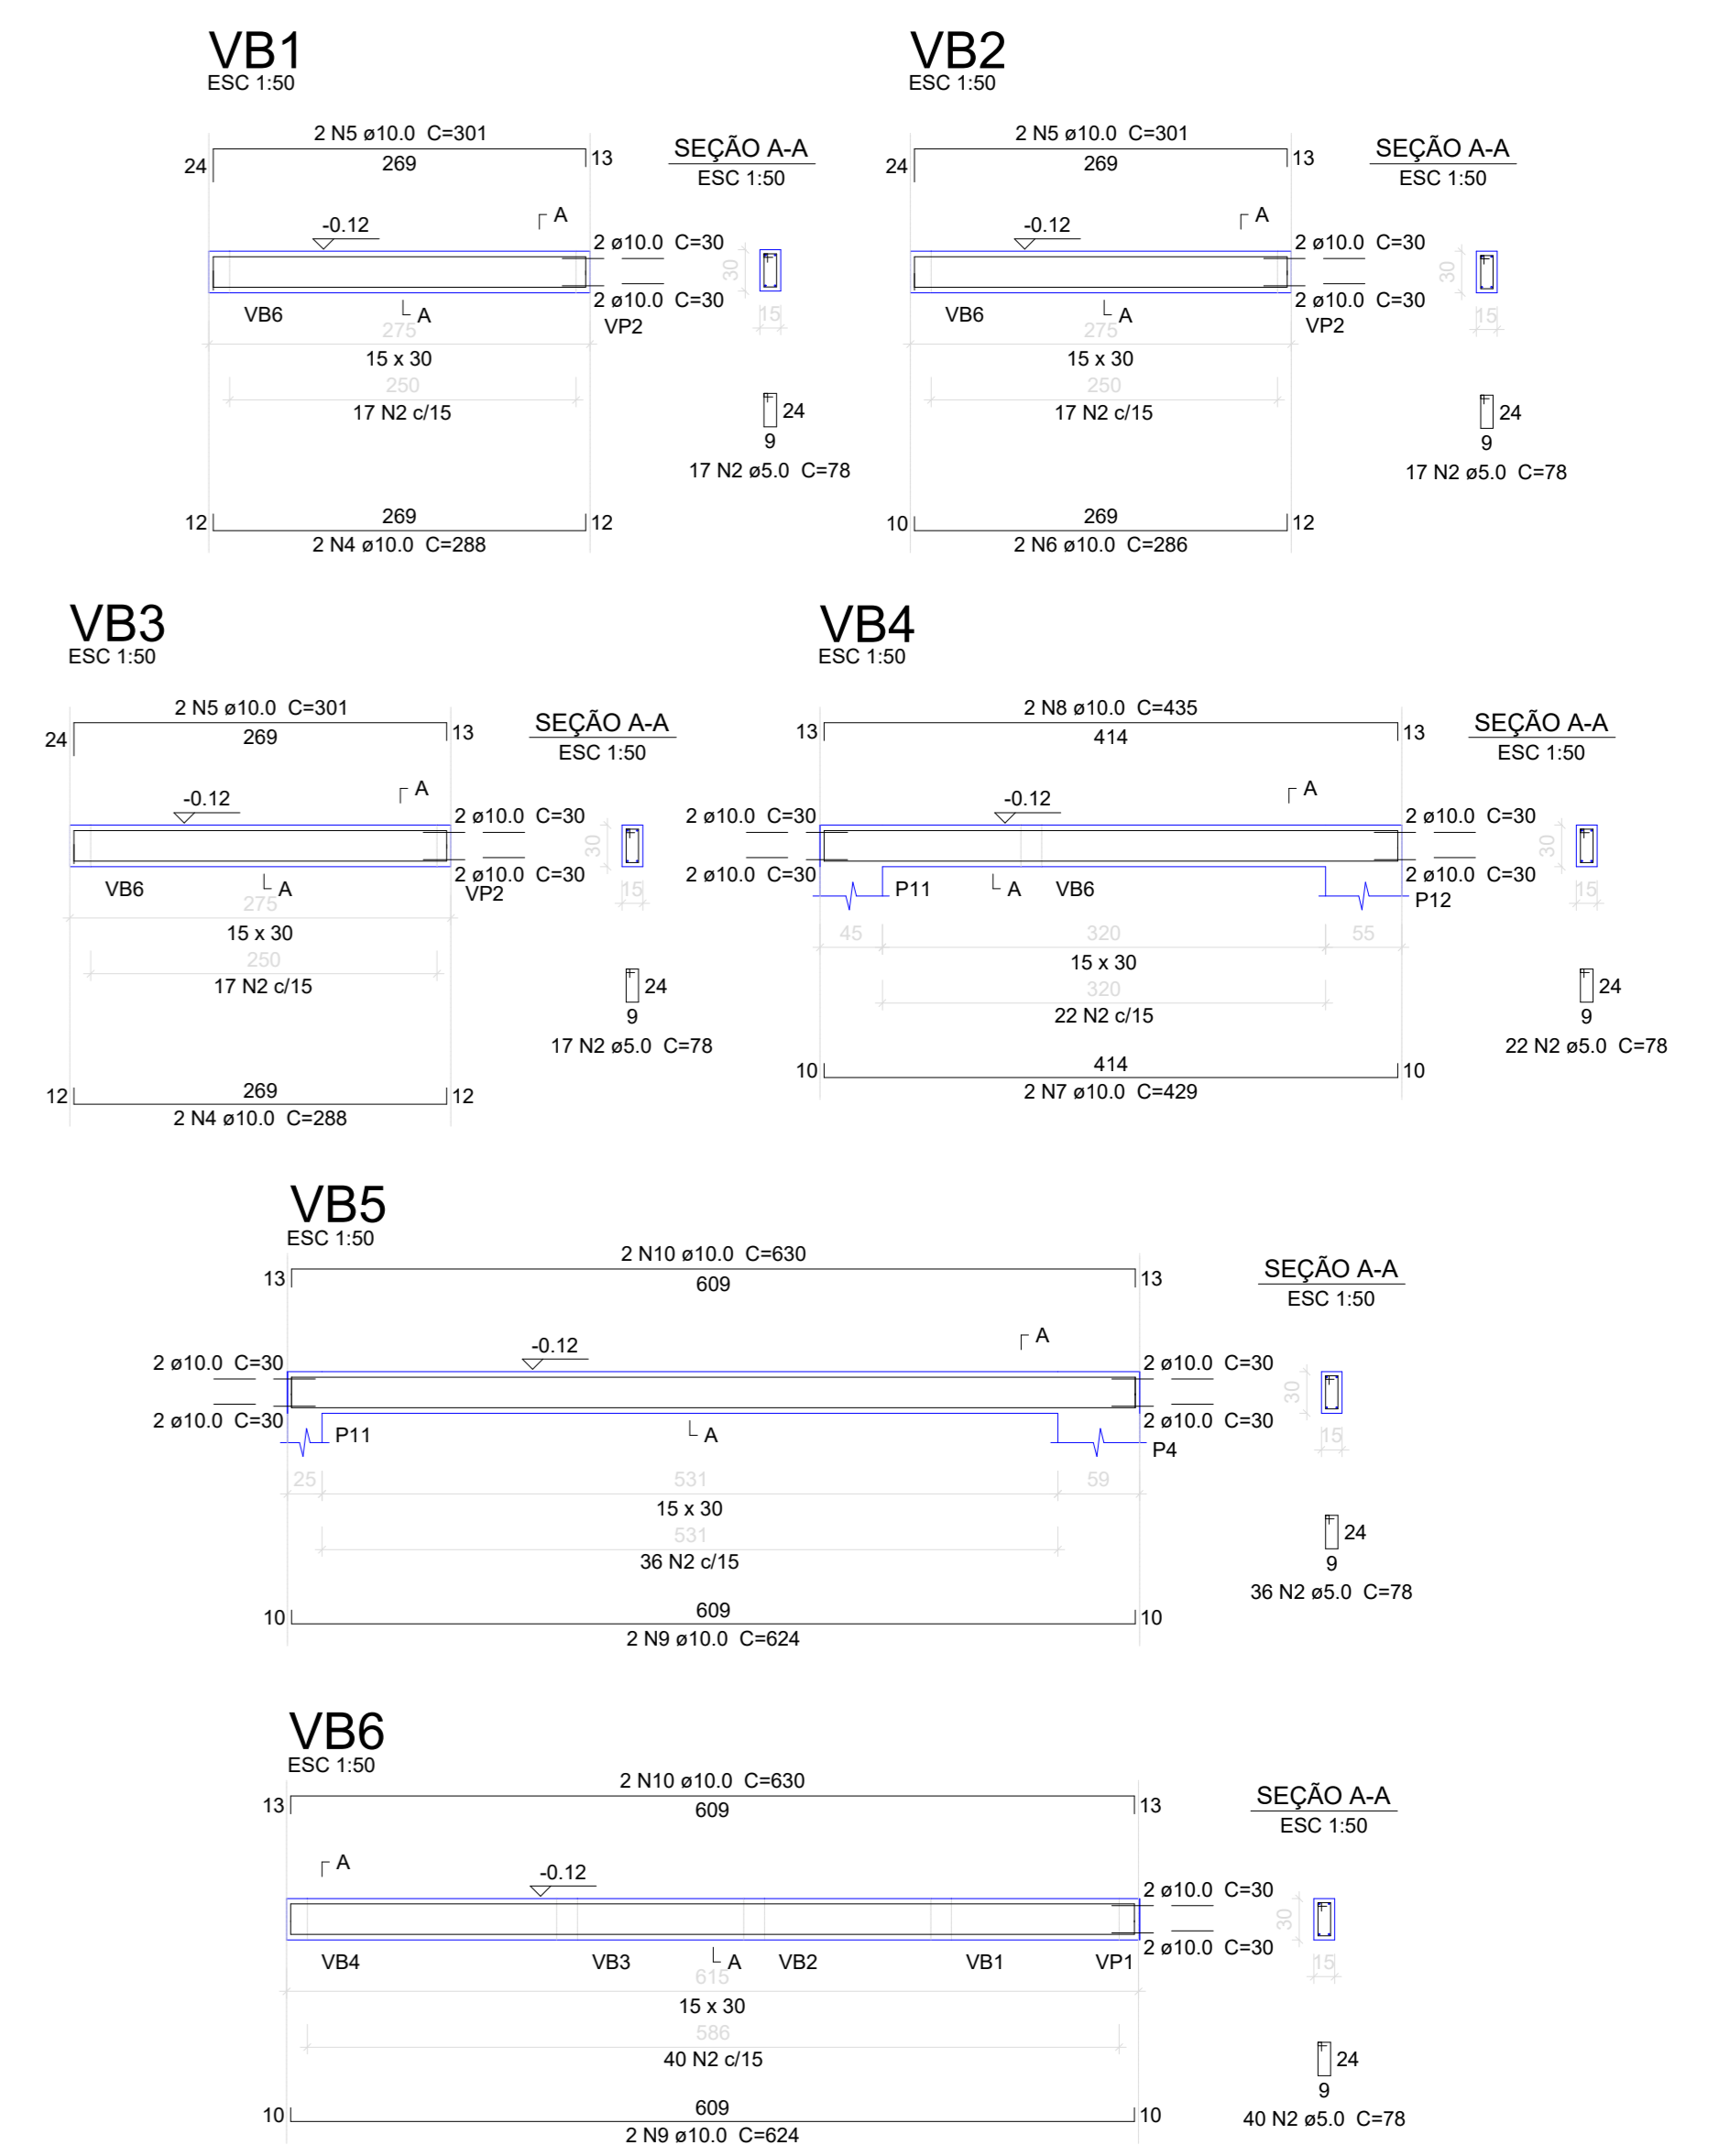 VB1
ESC 1:50
2 N5 ø10.0 C=301
24
269
13
SEÇÃO A-A
ESC 1:50
A
-0.12
2 ø10.0 C=30
30
2 ø10.0 C=30
VB6
A
VP2
15
275
15 x 30
250
17 N2 c/15
24
9
17 N2 ø5.0 C=78
12
269
12
2 N4 ø10.0 C=288
VB2
ESC 1:50
2 N5 ø10.0 C=301
24
269
13
SEÇÃO A-A
ESC 1:50
A
-0.12
2 ø10.0 C=30
30
2 ø10.0 C=30
VB6
A
VP2
15
275
15 x 30
250
17 N2 c/15
24
9
17 N2 ø5.0 C=78
10
269
12
2 N6 ø10.0 C=286
VB3
ESC 1:50
2 N5 ø10.0 C=301
24
269
13
SEÇÃO A-A
ESC 1:50
A
-0.12
2 ø10.0 C=30
30
2 ø10.0 C=30
VB6
A
VP2
15
275
15 x 30
250
17 N2 c/15
24
9
17 N2 ø5.0 C=78
12
269
12
2 N4 ø10.0 C=288
VB4
ESC 1:50
2 N8 ø10.0 C=435
13
414
13
SEÇÃO A-A
ESC 1:50
A
-0.12
2 ø10.0 C=30
2 ø10.0 C=30
30
2 ø10.0 C=30
2 ø10.0 C=30
P11
A
VB6
P12
15
45
320
55
15 x 30
320
22 N2 c/15
24
9
22 N2 ø5.0 C=78
10
414
10
2 N7 ø10.0 C=429
VB5
ESC 1:50
2 N10 ø10.0 C=630
13
609
13
SEÇÃO A-A
ESC 1:50
A
-0.12
2 ø10.0 C=30
2 ø10.0 C=30
30
2 ø10.0 C=30
2 ø10.0 C=30
P11
A
P4
15
25
531
59
15 x 30
531
36 N2 c/15
24
9
36 N2 ø5.0 C=78
10
609
10
2 N9 ø10.0 C=624
VB6
ESC 1:50
2 N10 ø10.0 C=630
13
609
13
SEÇÃO A-A
ESC 1:50
A
-0.12
2 ø10.0 C=30
30
2 ø10.0 C=30
VB4
VB3
A
VB2
VB1
VP1
15
615
15 x 30
586
40 N2 c/15
24
9
40 N2 ø5.0 C=78
10
609
10
2 N9 ø10.0 C=624